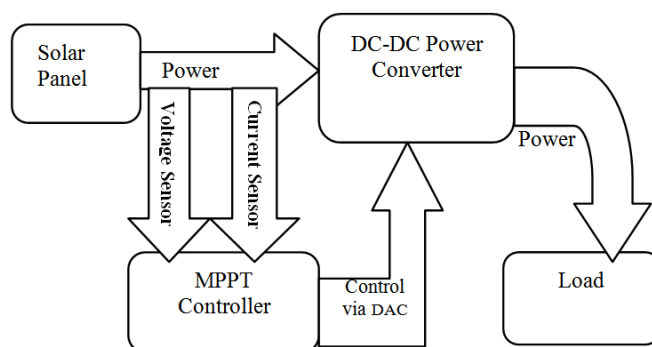 Solar
Panel
Power
DC-DC Power
Converter
Voltage Sensor
Current Sensor
Power
MPPT
Controller
Control
via DAC
Load